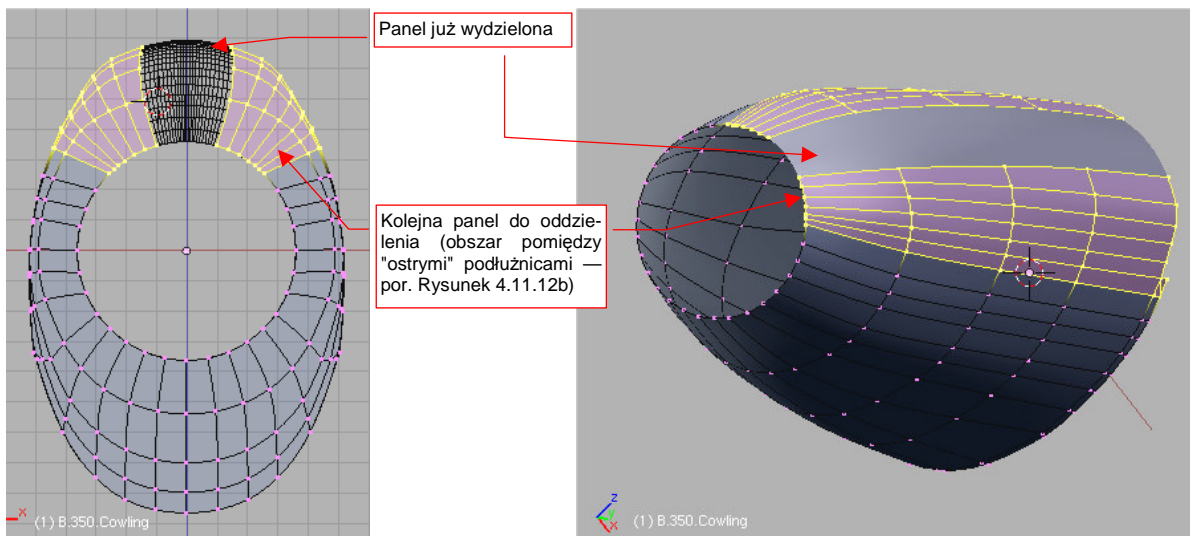 Panel już wydzielona
Kolejna panel do oddzie-
lenia (obszar pomiędzy
"ostrymi" podłużnicami —
por. Rysunek 4.11.12b)
x
(1) B.350.Cowling
z
y
x
(1) B.350.Cowling